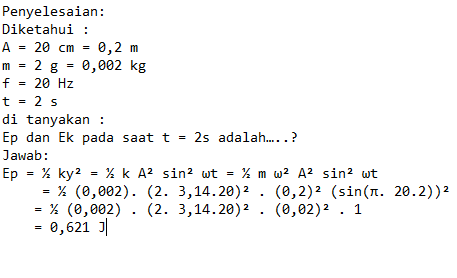 Penyelesaian:
Diketahui :
A = 20 cm = 0,2 m
m = 2 g = 0,002 kg
f = 20 Hz
t = 2 s
di tanyakan :
Ep dan Ek pada saat t = 2s adalah…..?
Jawab:
Ep = ½ ky² = ½ k A² sin² ωt = ½ m ω² A² sin² ωt
= ½ (0,002). (2. 3,14.20)² . (0,2)² (sin(π. 20.2))²
= ½ (0,002) . (2. 3,14.20)² . (0,02)² . 1
= 0,621 J